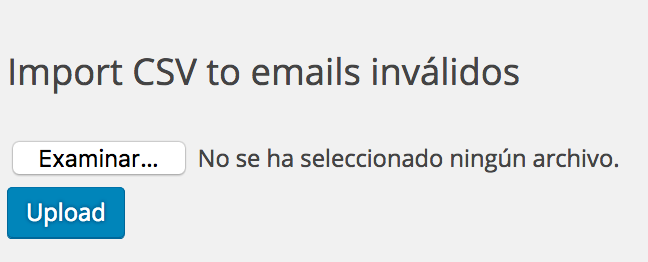 Import CSV to emails inválidos
Examinar... No se ha seleccionado ningún archivo.
Upload